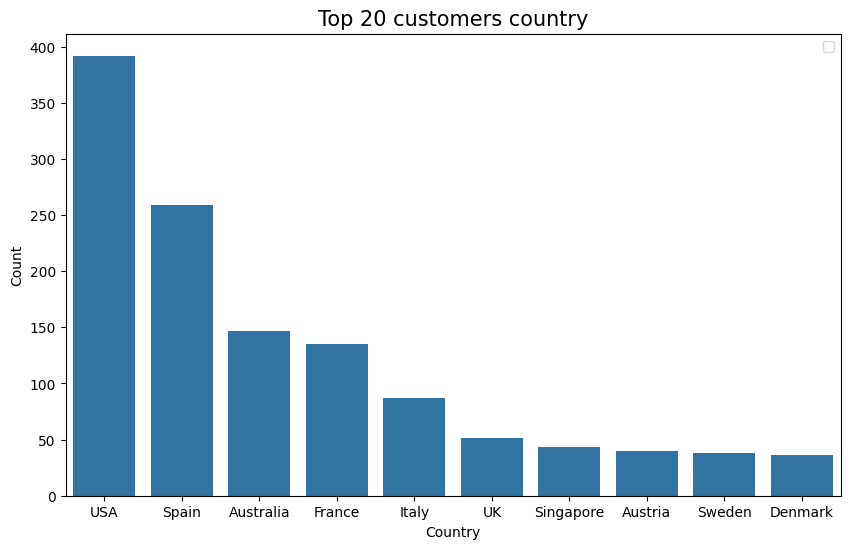 Top 20 customers country
400
350
300
250
200
150
100
50
0
Count
USA Spain Australia France Italy UK Singapore Austria Sweden Denmark
Country